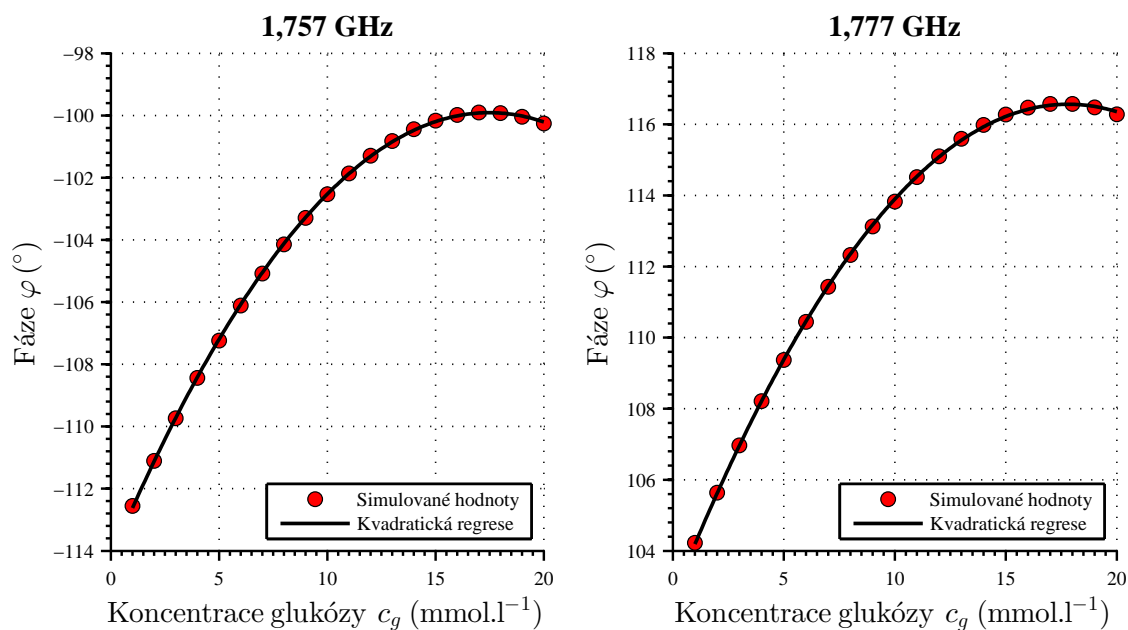 1,757 GHz
−98
−100
−102
−104
−106
−108
−110
−112
−114
Fáze φ (°)
Simulované hodnoty
Kvadratická regrese
0 5 10 15 20
Koncentrace glukózy c_g (mmol.l⁻¹)
1,777 GHz
118
116
114
112
110
108
106
104
Fáze φ (°)
Simulované hodnoty
Kvadratická regrese
0 5 10 15 20
Koncentrace glukózy c_g (mmol.l⁻¹)